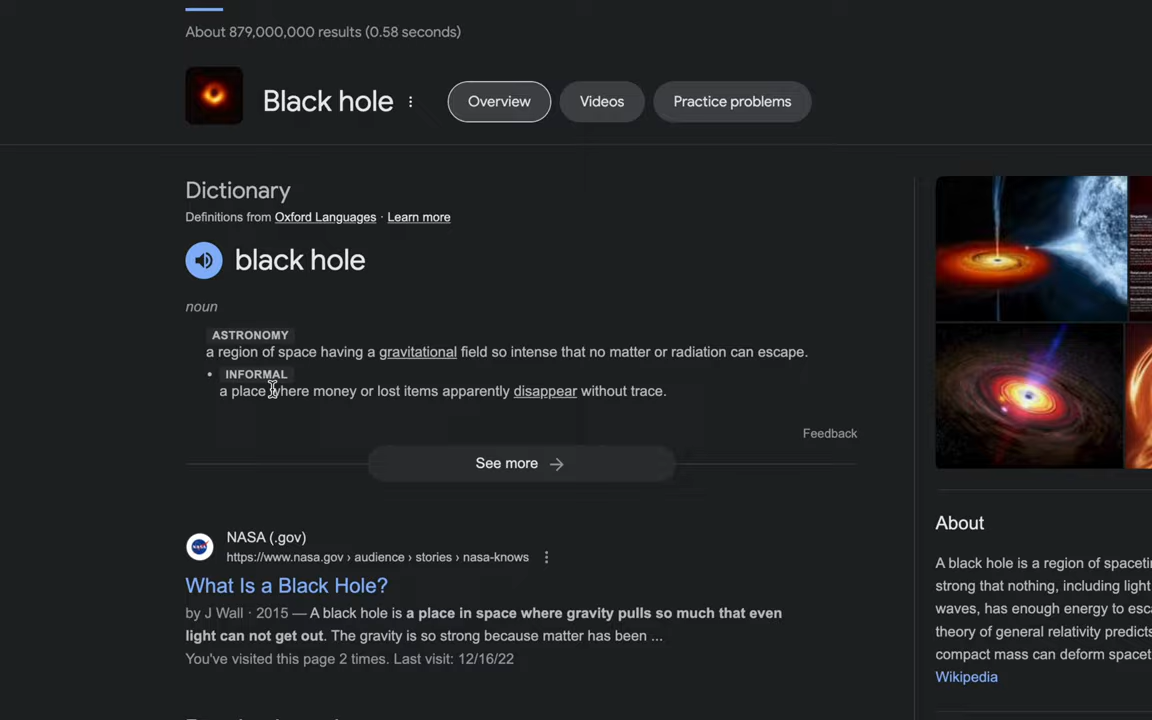 About 879,000,000 results (0.58 seconds)
Black hole
Overview
Videos
Practice problems
Dictionary
Definitions from Oxford Languages · Learn more
black hole
noun
ASTRONOMY
a region of space having a gravitational field so intense that no matter or radiation can escape.
• INFORMAL
a place where money or lost items apparently disappear without trace.
Feedback
See more →
NASA (.gov)
https://www.nasa.gov › audience › stories › nasa-knows
What Is a Black Hole?
by J Wall · 2015 — A black hole is a place in space where gravity pulls so much that even
light can not get out. The gravity is so strong because matter has been ...
You've visited this page 2 times. Last visit: 12/16/22
About
A black hole is a region of spaceti
strong that nothing, including light
waves, has enough energy to esc
theory of general relativity predicts
compact mass can deform spacet
Wikipedia